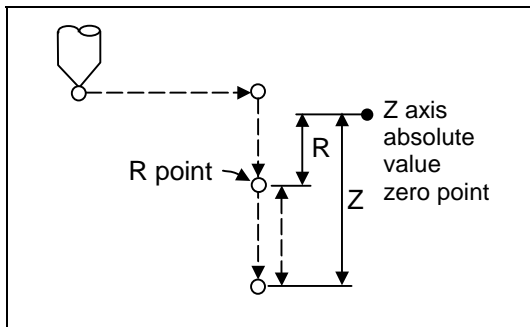 Z axis
absolute
value
zero point
R
R point
Z